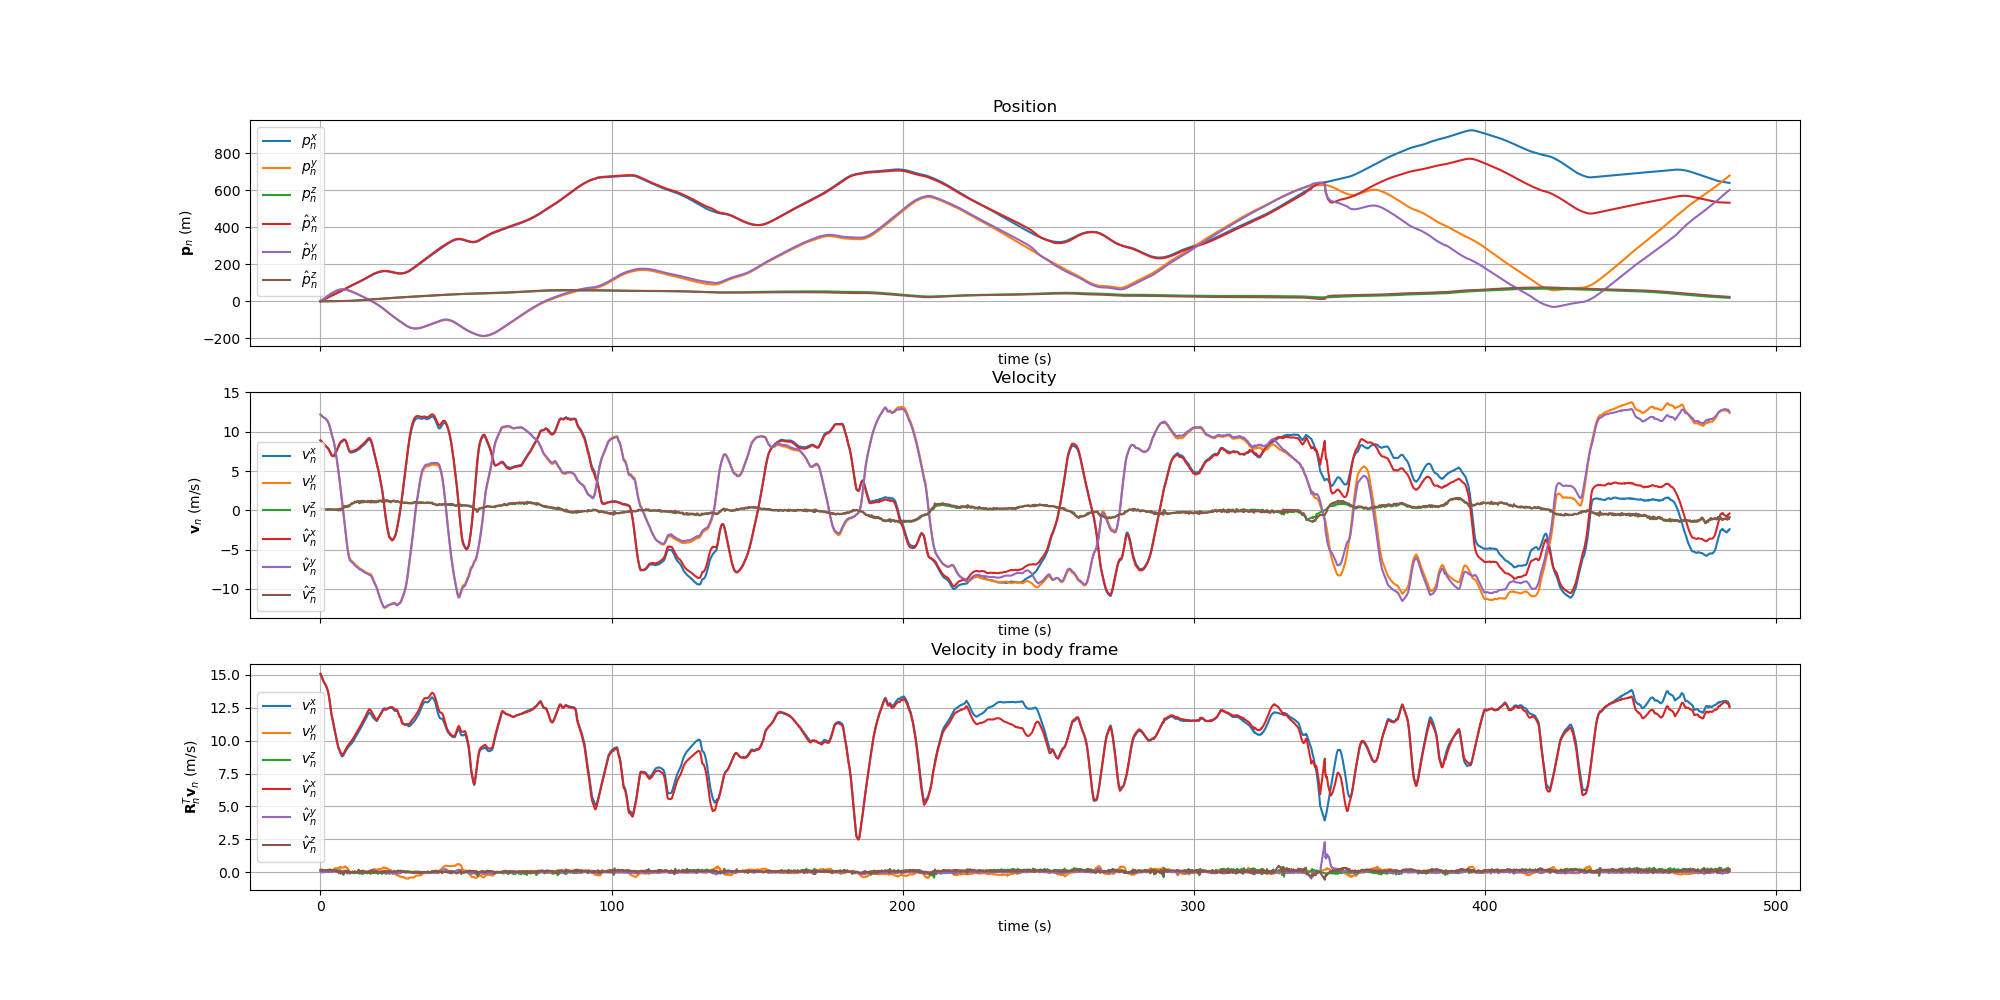 Position
800
600
400
200
0
−200
p_n (m)
p_n^x
p_n^y
p_n^z
p̂_n^x
p̂_n^y
p̂_n^z
time (s)
Velocity
15
10
5
0
−5
−10
v_n (m/s)
v_n^x
v_n^y
v_n^z
v̂_n^x
v̂_n^y
v̂_n^z
time (s)
Velocity in body frame
15.0
12.5
10.0
7.5
5.0
2.5
0.0
R_n^T v_n (m/s)
v_n^x
v_n^y
v_n^z
v̂_n^x
v̂_n^y
v̂_n^z
0 100 200 300 400 500
time (s)